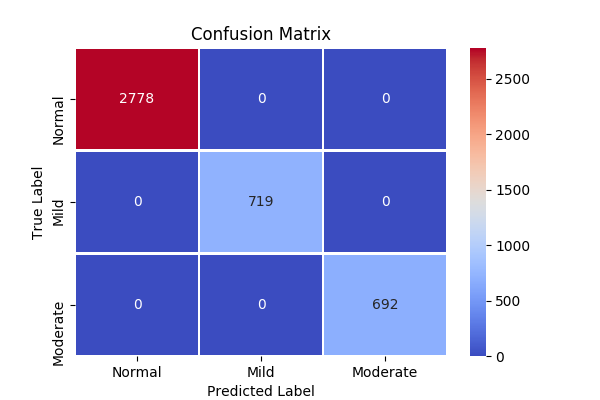 Confusion Matrix
True Label
Normal
2778 0 0
Mild
0 719 0
Moderate
0 0 692
Normal Mild Moderate
Predicted Label
2500
2000
1500
1000
500
0